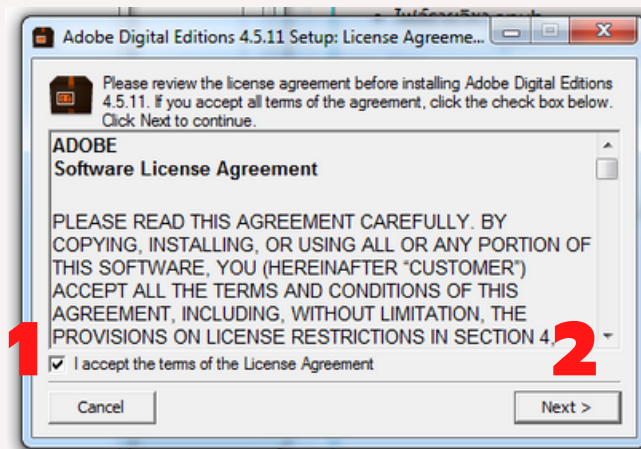 Adobe Digital Editions 4.5.11 Setup: License Agreeme...
Please review the license agreement before installing Adobe Digital Editions
4.5.11. If you accept all terms of the agreement, click the check box below.
Click Next to continue.
ADOBE
Software License Agreement
PLEASE READ THIS AGREEMENT CAREFULLY. BY
COPYING, INSTALLING, OR USING ALL OR ANY PORTION OF
THIS SOFTWARE, YOU (HEREINAFTER “CUSTOMER”)
ACCEPT ALL THE TERMS AND CONDITIONS OF THIS
AGREEMENT, INCLUDING, WITHOUT LIMITATION, THE
PROVISIONS ON LICENSE RESTRICTIONS IN SECTION 4,
1
2
I accept the terms of the License Agreement
Cancel
Next >